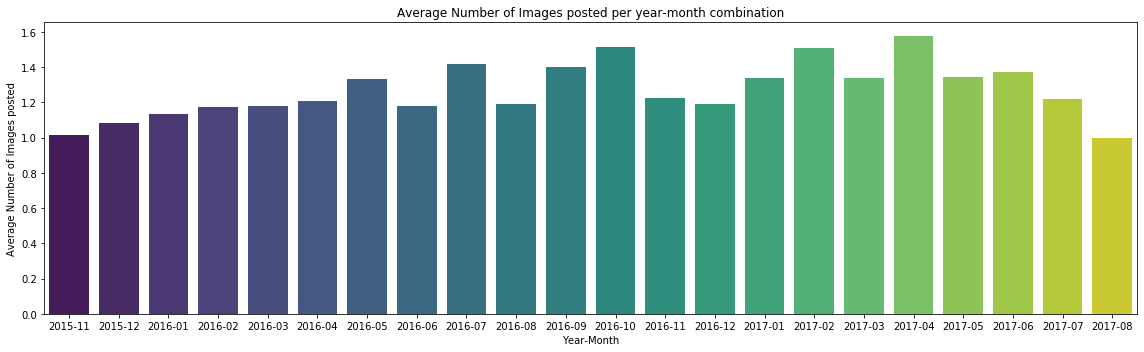 Average Number of Images posted per year-month combination
Average Number of Images posted
1.6
1.4
1.2
1.0
0.8
0.6
0.4
0.2
0.0
2015-11 2015-12 2016-01 2016-02 2016-03 2016-04 2016-05 2016-06 2016-07 2016-08 2016-09 2016-10 2016-11 2016-12 2017-01 2017-02 2017-03 2017-04 2017-05 2017-06 2017-07 2017-08
Year-Month